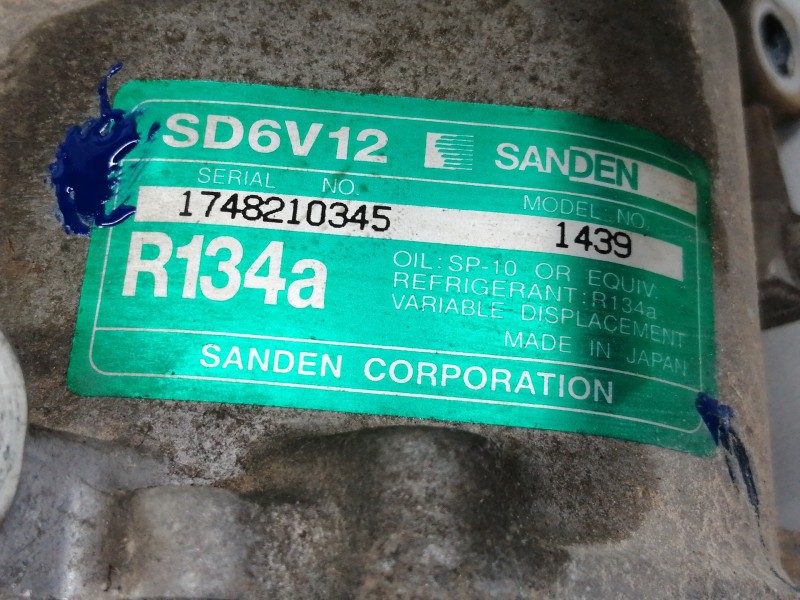 SD6V12 SANDEN
SERIAL NO. MODEL NO.
1748210345 1439
R134a
OIL: SP-10 OR EQUIV.
REFRIGERANT: R134a
VARIABLE DISPLACEMENT
MADE IN JAPAN
SANDEN CORPORATION